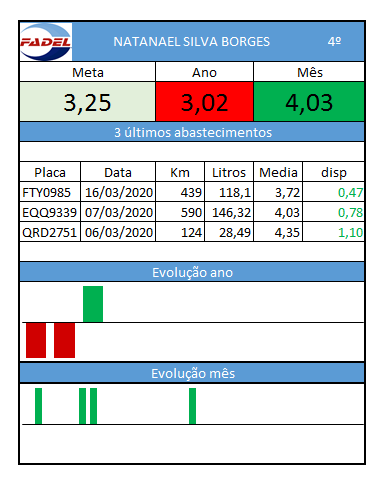 FADEL NATANAEL SILVA BORGES 4º
Meta Ano Mês
3,25 3,02 4,03
3 últimos abastecimentos
Placa Data Km Litros Media disp
FTY0985 16/03/2020 439 118,1 3,72 0,47
EQQ9339 07/03/2020 590 146,32 4,03 0,78
QRD2751 06/03/2020 124 28,49 4,35 1,10
Evolução ano
Evolução mês